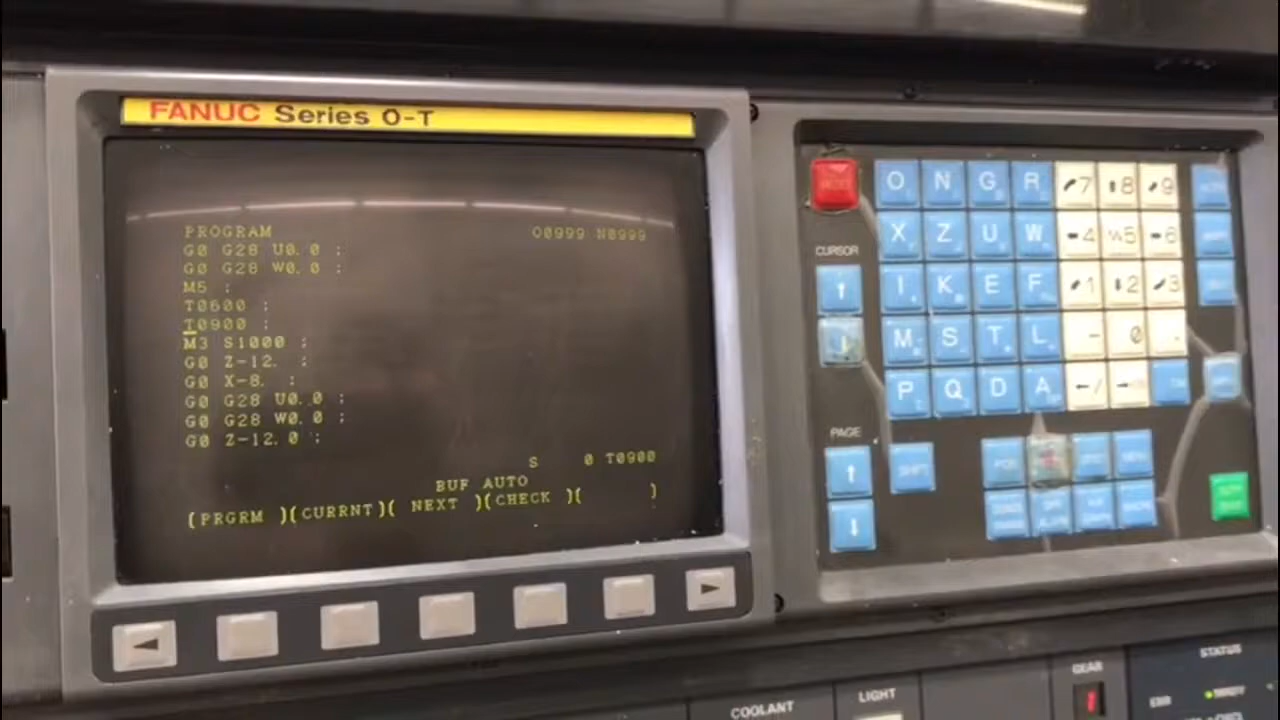 FANUC Series O-T
PROGRAM O0999 N0999
G0 G28 U0.0 ;
G0 G28 W0.0 ;
M5 ;
T0600 ;
T0900 ;
M3 S1000 ;
G0 Z-12. ;
G0 X-8. ;
G0 G28 U0.0 ;
G0 G28 W0.0 ;
G0 Z-12.0 ;
S 0 T0900
BUF AUTO
[PRGRM ][CURRNT][ NEXT ][CHECK ][ ]
O N G R 7 8 9
X Z U W 4 5 6
CURSOR
I K E F 1 2 3
M S T L - 0 .
P Q D A /
PAGE
SHIFT
POS
COOLANT
LIGHT
GEAR
1
STATUS